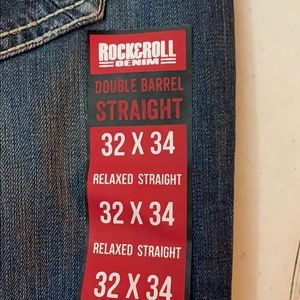 ROCK&ROLL
DENIM
DOUBLE BARREL
STRAIGHT
32 X 34
RELAXED STRAIGHT
32 X 34
RELAXED STRAIGHT
32 X 34